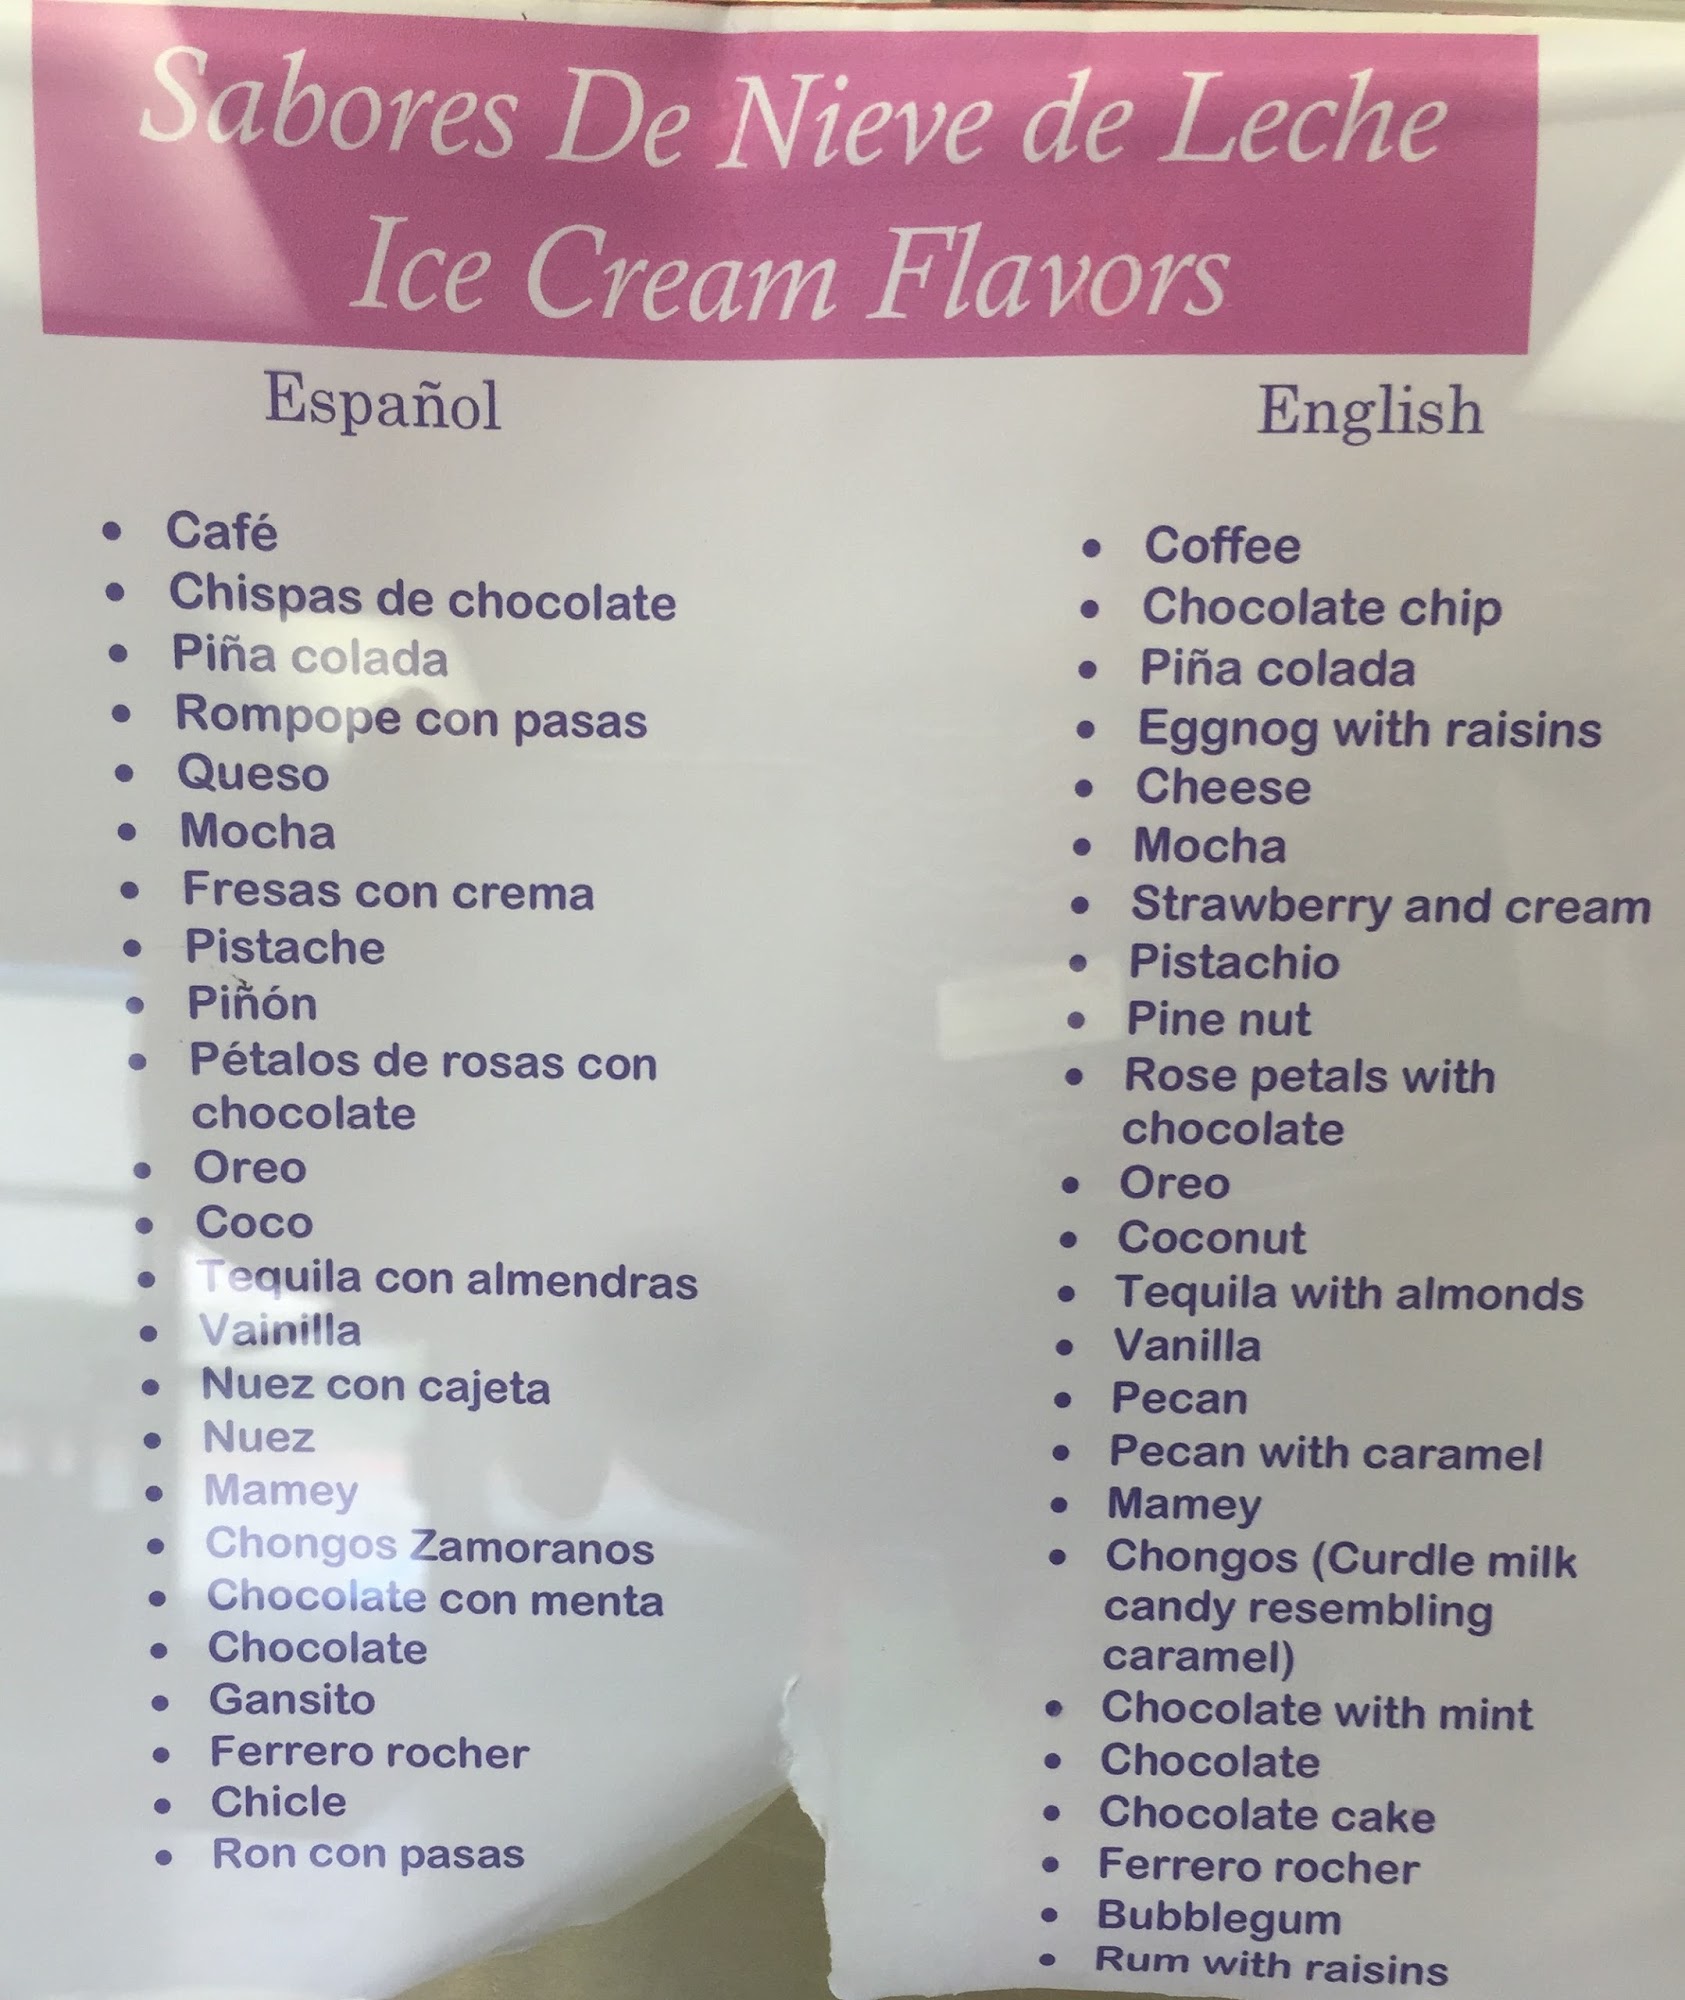 Sabores De Nieve de Leche
Ice Cream Flavors
Español
• Café
• Chispas de chocolate
• Piña colada
• Rompope con pasas
• Queso
• Mocha
• Fresas con crema
• Pistache
• Piñón
• Pétalos de rosas con
chocolate
• Oreo
• Coco
• Tequila con almendras
• Vainilla
• Nuez con cajeta
• Nuez
• Mamey
• Chongos Zamoranos
• Chocolate con menta
• Chocolate
• Gansito
• Ferrero rocher
• Chicle
• Ron con pasas
English
• Coffee
• Chocolate chip
• Piña colada
• Eggnog with raisins
• Cheese
• Mocha
• Strawberry and cream
• Pistachio
• Pine nut
• Rose petals with
chocolate
• Oreo
• Coconut
• Tequila with almonds
• Vanilla
• Pecan
• Pecan with caramel
• Mamey
• Chongos (Curdle milk
candy resembling
caramel)
• Chocolate with mint
• Chocolate
• Chocolate cake
• Ferrero rocher
• Bubblegum
• Rum with raisins